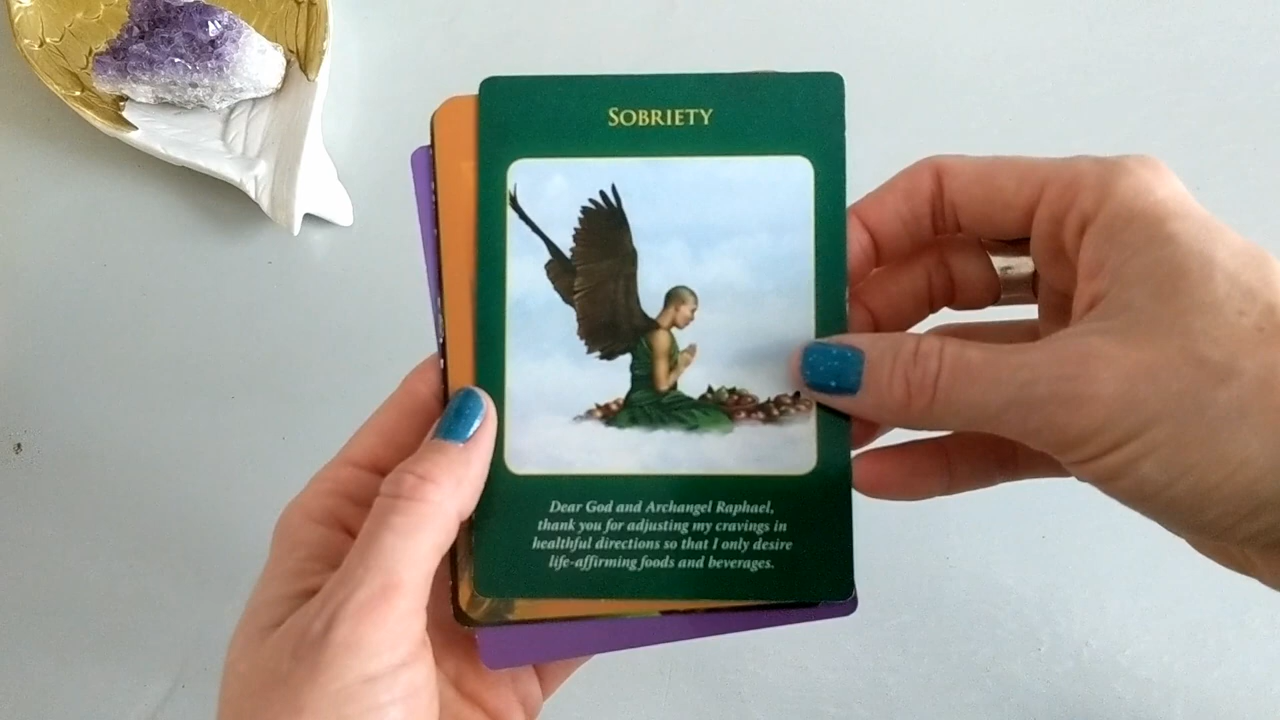 SOBRIETY
Dear God and Archangel Raphael,
thank you for adjusting my cravings in
healthful directions so that I only desire
life-affirming foods and beverages.